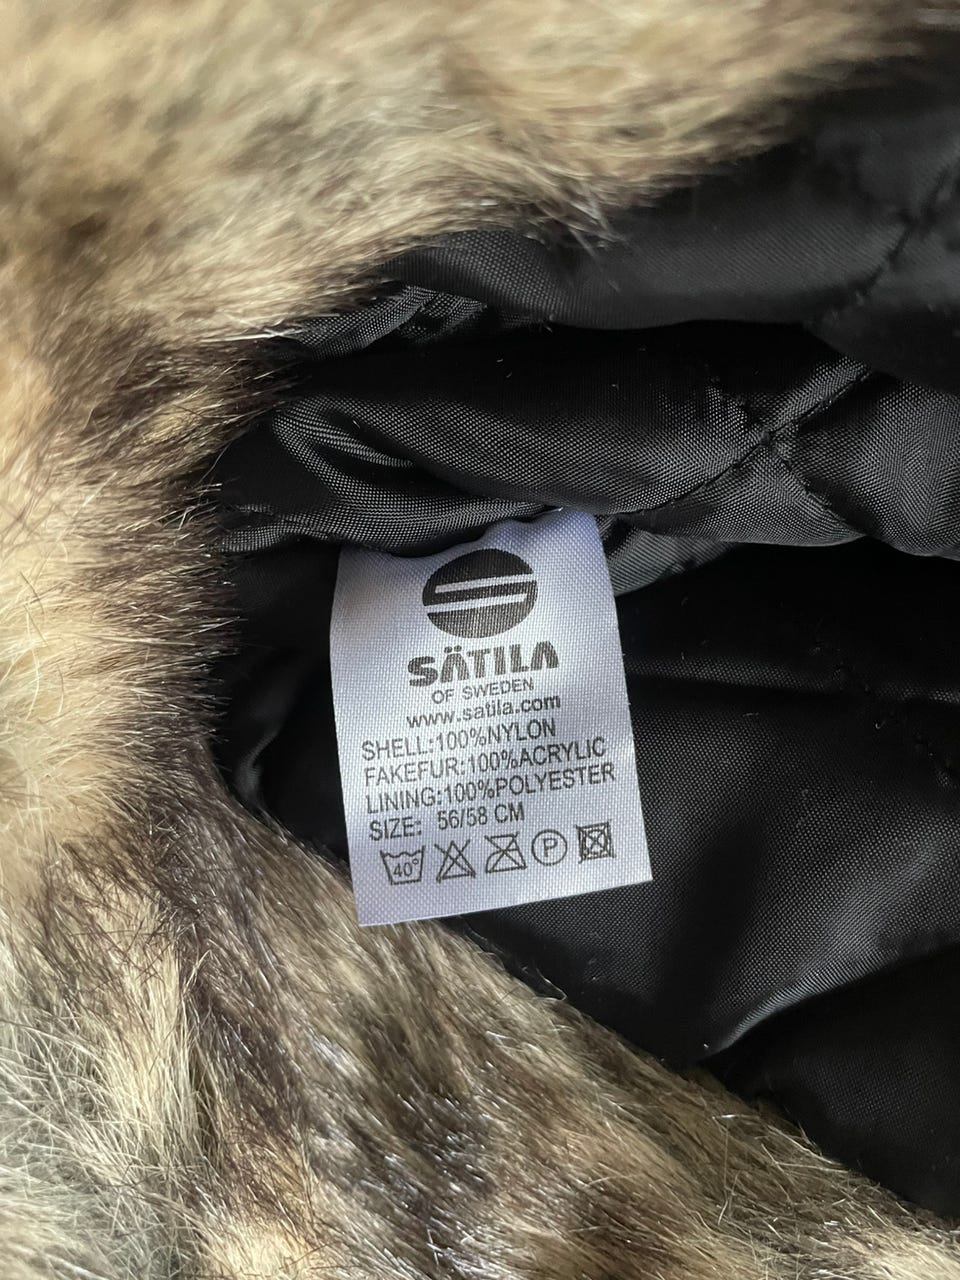 SÄTILA
OF SWEDEN
www.satila.com
SHELL:100%NYLON
FAKEFUR:100%ACRYLIC
LINING:100%POLYESTER
SIZE: 56/58 CM
40° P